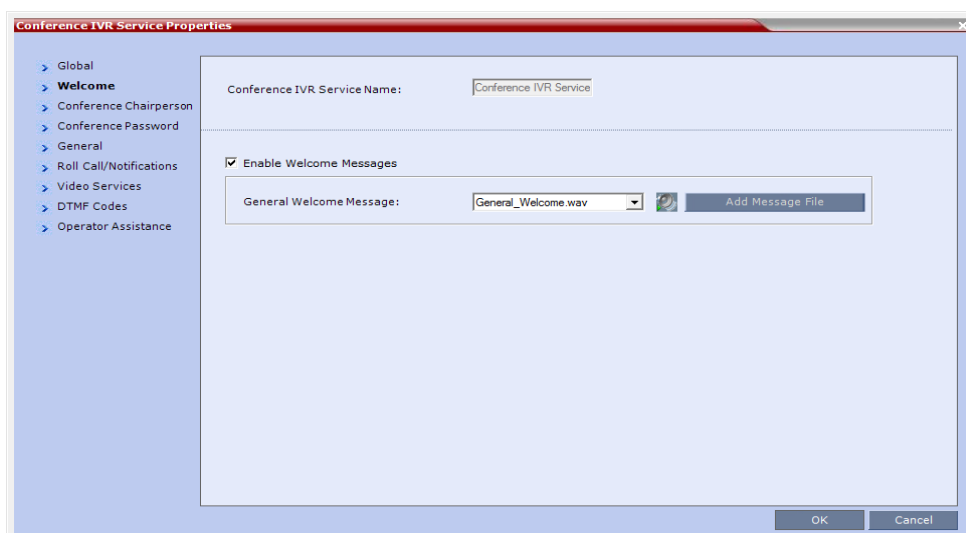 Conference IVR Service Properties
Global
Welcome
Conference Chairperson
Conference Password
General
Roll Call/Notifications
Video Services
DTMF Codes
Operator Assistance
Conference IVR Service Name: Conference IVR Service
Enable Welcome Messages
General Welcome Message: General_Welcome.wav Add Message File
OK Cancel